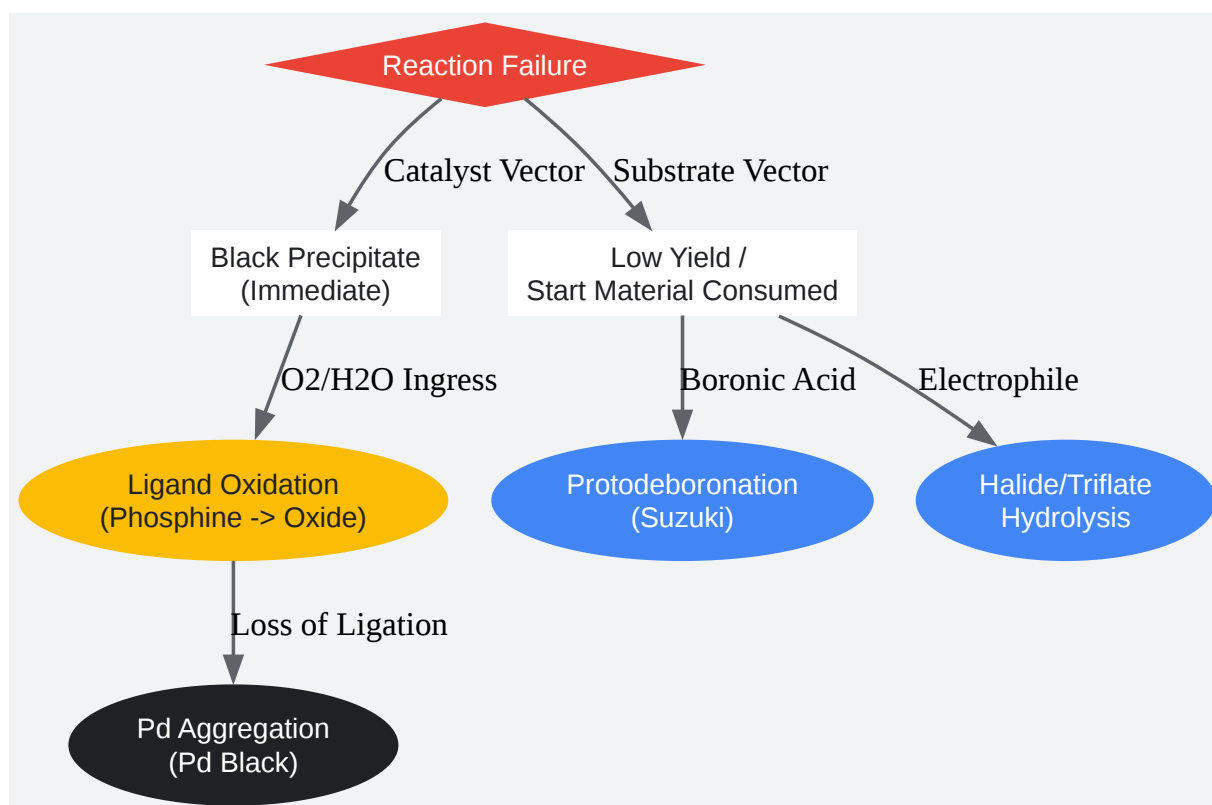 Reaction Failure
Catalyst Vector
Substrate Vector
Black Precipitate
(Immediate)
Low Yield /
Start Material Consumed
O2/H2O Ingress
Boronic Acid
Electrophile
Ligand Oxidation
(Phosphine -> Oxide)
Protodeboronation
(Suzuki)
Halide/Triflate
Hydrolysis
Loss of Ligation
Pd Aggregation
(Pd Black)